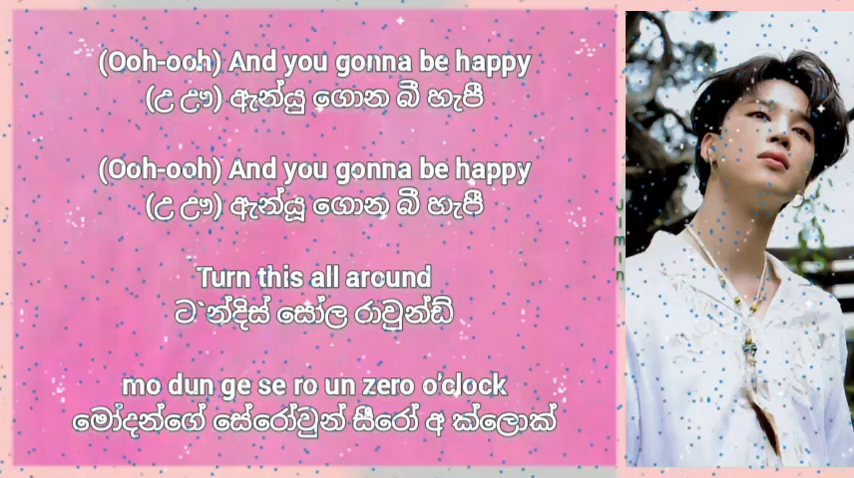 (Ooh-ooh) And you gonna be happy
(උ ඌ) ඇන්යු ගොන බී හැපී
(Ooh-ooh) And you gonna be happy
(උ ඌ) ඇන්යූ ගොන බී හැපී
Turn this all around
ට`න්දිස් සෝල රාවුන්ඩ්
mo dun ge se ro un zero o'clock
මෝදන්ගේ සේරෝවුන් සීරෝ අ ක්ලොක්
Jimin